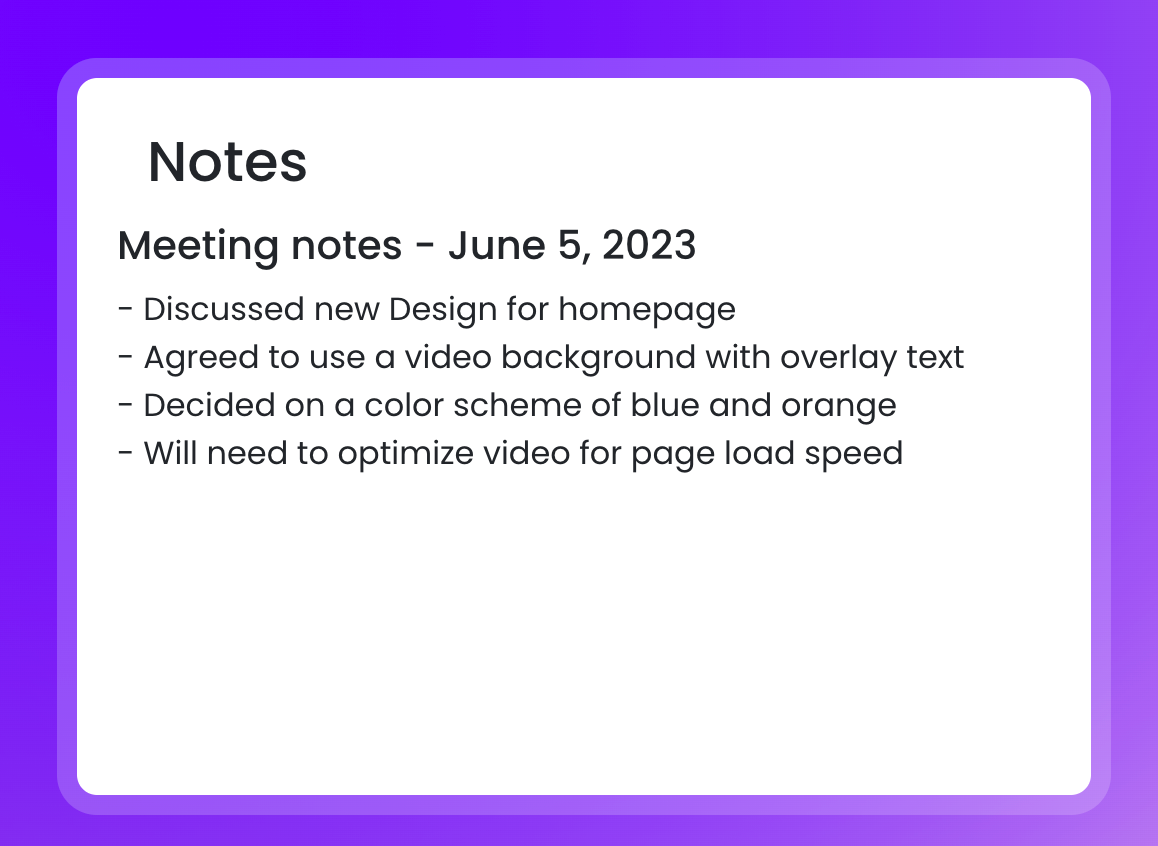 Notes
Meeting notes - June 5, 2023
- Discussed new Design for homepage
- Agreed to use a video background with overlay text
- Decided on a color scheme of blue and orange
- Will need to optimize video for page load speed